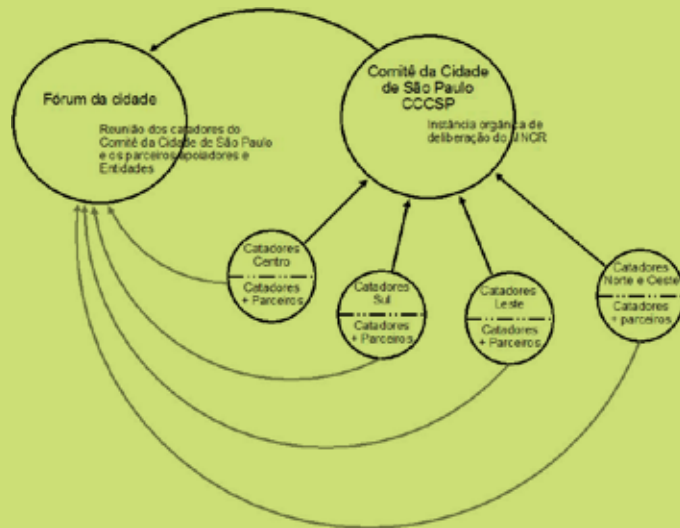 Fórum da cidade
Reunião dos catadores do
Comitê da Cidade de São Paulo
e os parceiros apoiadores e
Entidades
Comitê da Cidade
de São Paulo
CCCSP
Instância orgânica de
deliberação do MNCR
Catadores
Centro
Catadores
+ Parceiros
Catadores
Sul
Catadores
+ Parceiros
Catadores
Leste
Catadores
+ Parceiros
Catadores
Norte e Oeste
Catadores
+ parceiros